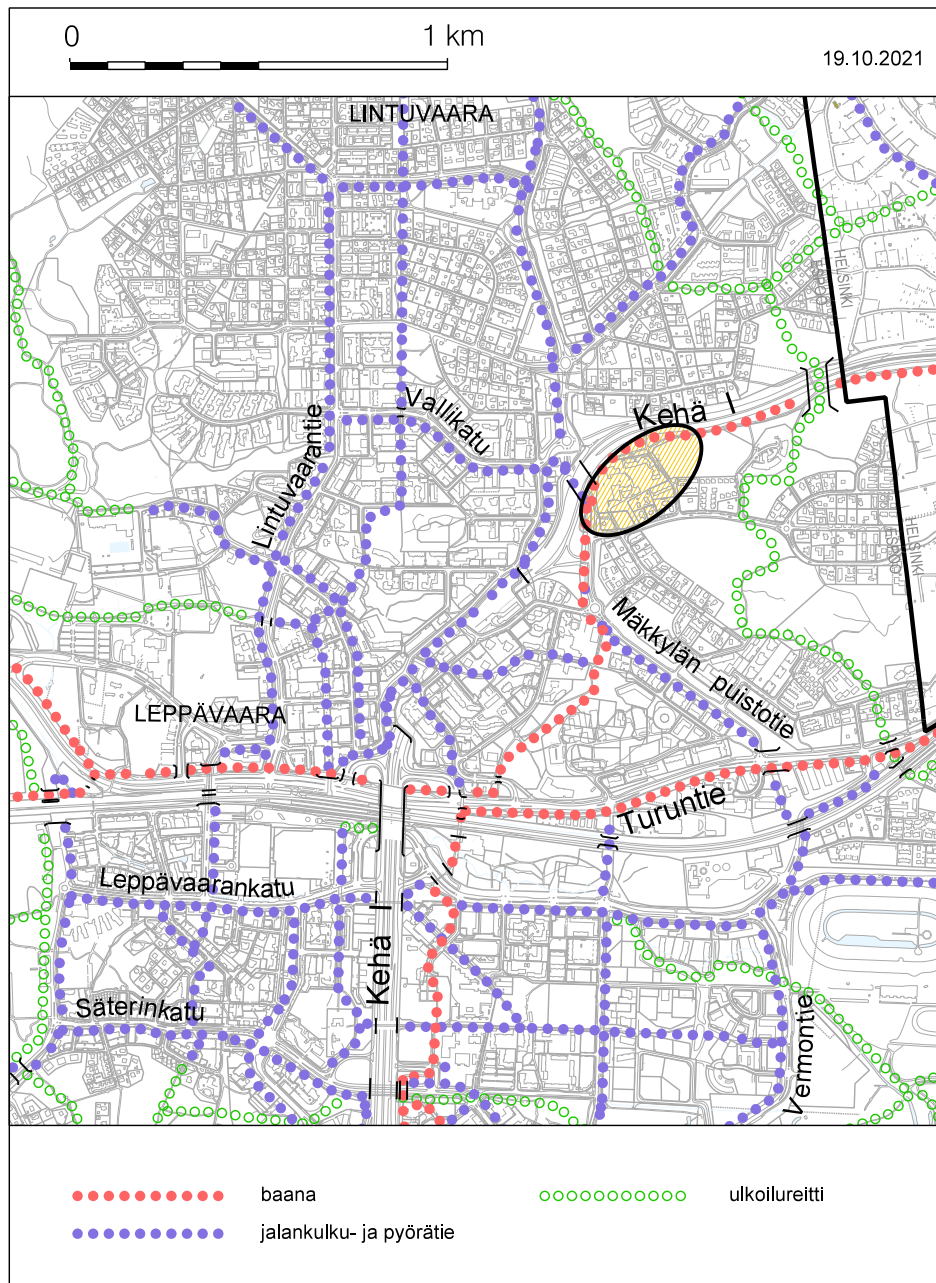 0 1 km
19.10.2021
LINTUVAARA
HELSINKI
ESPOO
Kehä I
Vallikatu
Lintuvaarantie
HELSINKI
ESPOO
Mäkkylän puistotie
LEPPÄVAARA
Turuntie
Leppävaarankatu
Kehä I
Säterinkatu
Vermontie
baana
ulkoilureitti
jalankulku- ja pyörätie